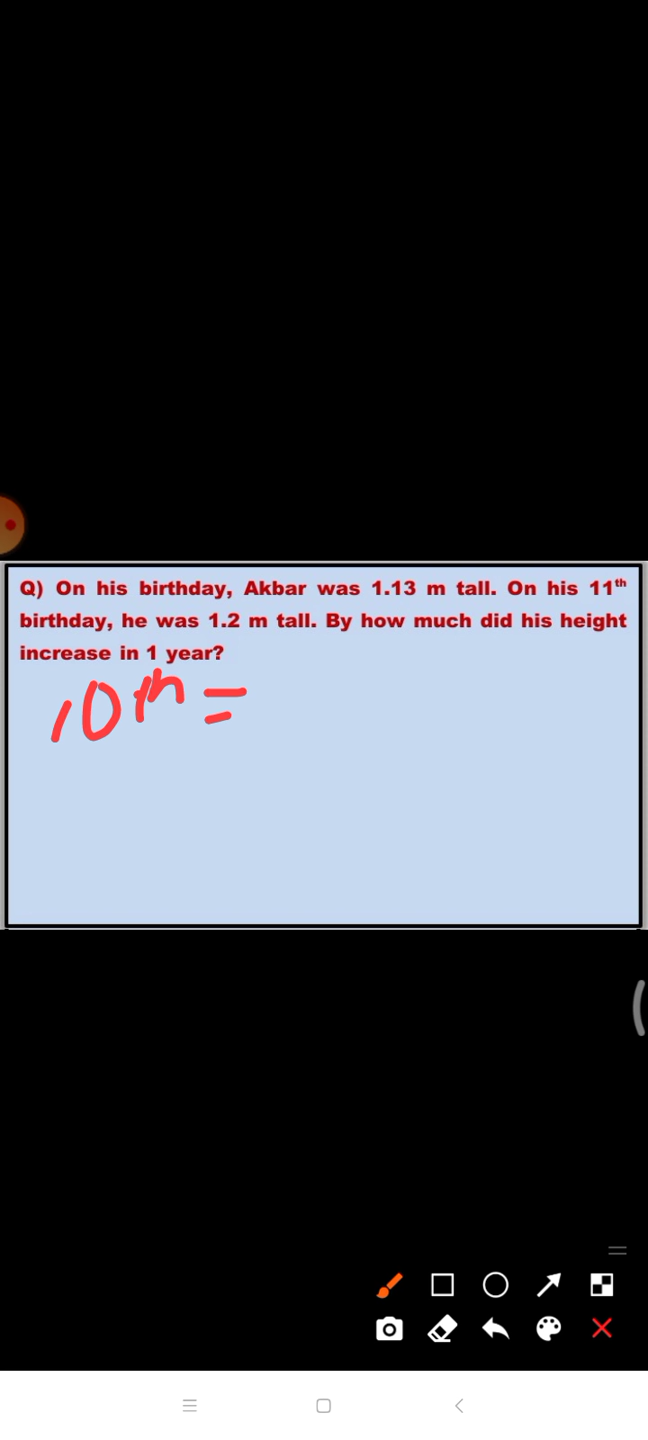 Q) On his birthday, Akbar was 1.13 m tall. On his 11th
birthday, he was 1.2 m tall. By how much did his height
increase in 1 year?
10th =